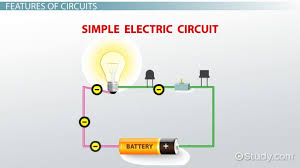 FEATURES OF CIRCUITS
SIMPLE ELECTRIC CIRCUIT
BATTERY
Study.com